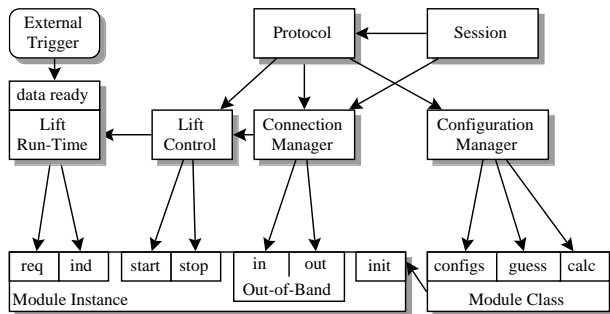 External
Trigger
Protocol
Session
data ready
Lift
Run-Time
Lift
Control
Connection
Manager
Configuration
Manager
req ind start stop in out init configs guess calc
Out-of-Band
Module Instance
Module Class